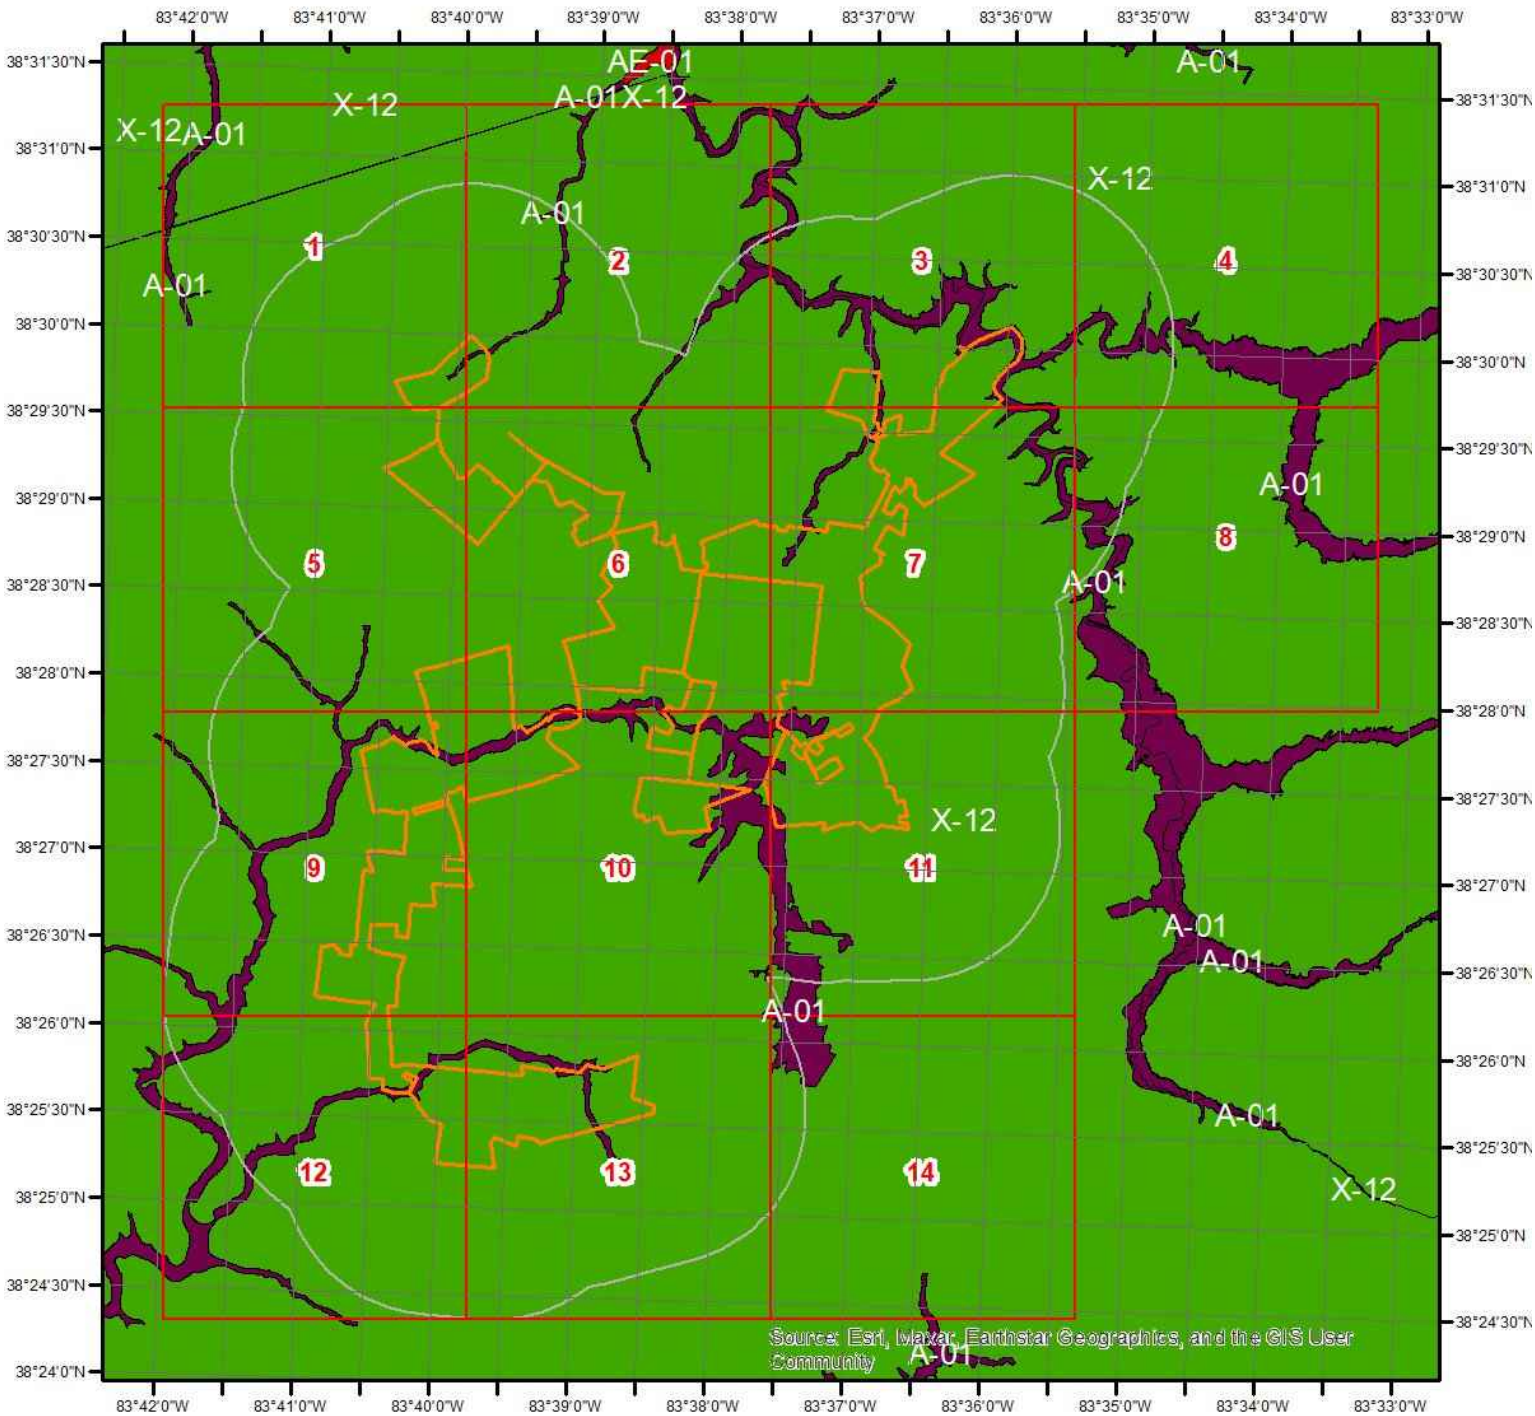 83°42'0"W 83°41'0"W 83°40'0"W 83°39'0"W 83°38'0"W 83°37'0"W 83°36'0"W 83°35'0"W 83°34'0"W 83°33'0"W
38°31'30"N
AE-01
A-01
X-12
A-01X-12
38°31'30"N
X-12A-01
38°31'0"N
X-12
38°31'0"N
A-01
38°30'30"N
1
2
3
4
38°30'30"N
A-01
38°30'0"N
38°30'0"N
38°29'30"N
38°29'30"N
A-01
38°29'0"N
38°29'0"N
8
5
6
7
38°28'30"N
A-01
38°28'30"N
38°28'0"N
38°28'0"N
38°27'30"N
38°27'30"N
X-12
38°27'0"N
9
10
11
38°27'0"N
A-01
38°26'30"N
A-01
38°26'30"N
A-01
38°26'0"N
38°26'0"N
38°25'30"N
A-01
38°25'30"N
12
13
14
X-12
38°25'0"N
38°25'0"N
38°24'30"N
38°24'30"N
Source: Esri, Maxar, Earthstar Geographics, and the GIS User
Community
A-01
38°24'0"N
83°42'0"W 83°41'0"W 83°40'0"W 83°39'0"W 83°38'0"W 83°37'0"W 83°36'0"W 83°35'0"W 83°34'0"W 83°33'0"W